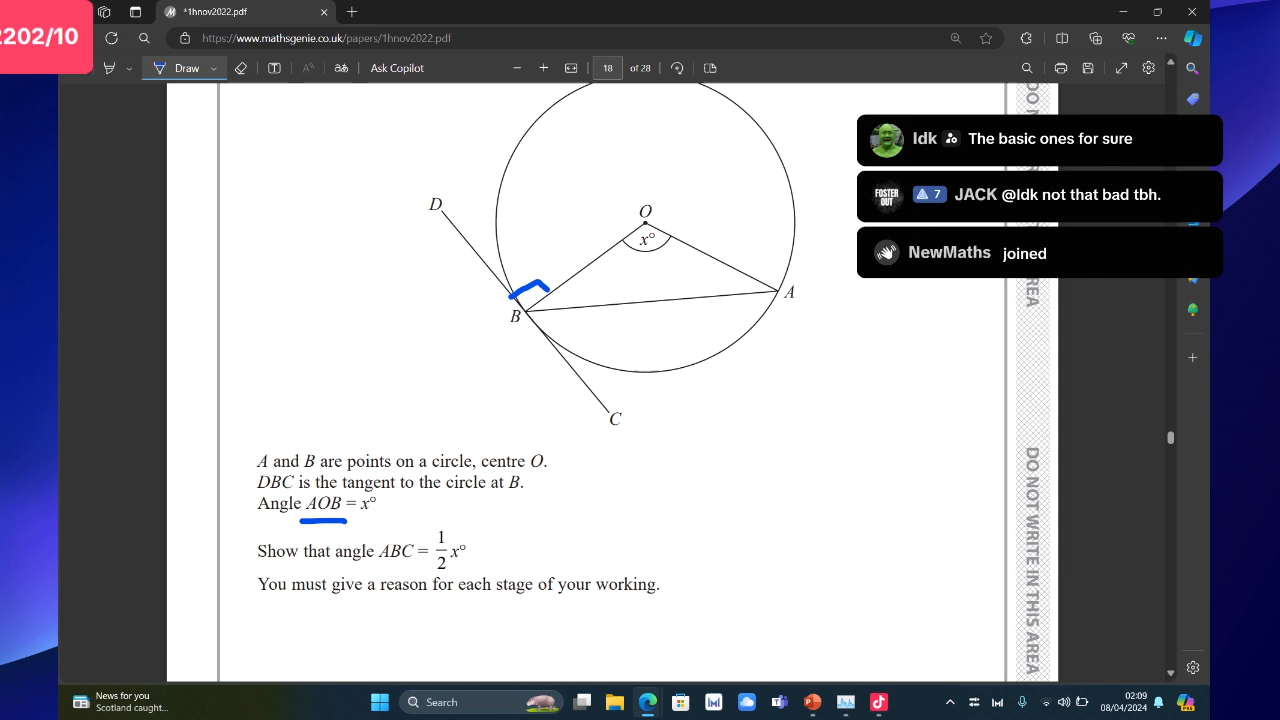 2202/10
*1hnov2022.pdf
https://www.mathsgenie.co.uk/papers/1hnov2022.pdf
Draw
Ask Copilot
18 of 28
Idk The basic ones for sure
FOSTER OUT 7 JACK @Idk not that bad tbh.
NewMaths joined
D
O
x°
A
B
C
A and B are points on a circle, centre O.
DBC is the tangent to the circle at B.
Angle AOB = x°
Show that angle ABC = 1/2 x°
You must give a reason for each stage of your working.
DO NOT WRITE IN THIS AREA
News for you
Scotland caught...
Search
02:09
08/04/2024